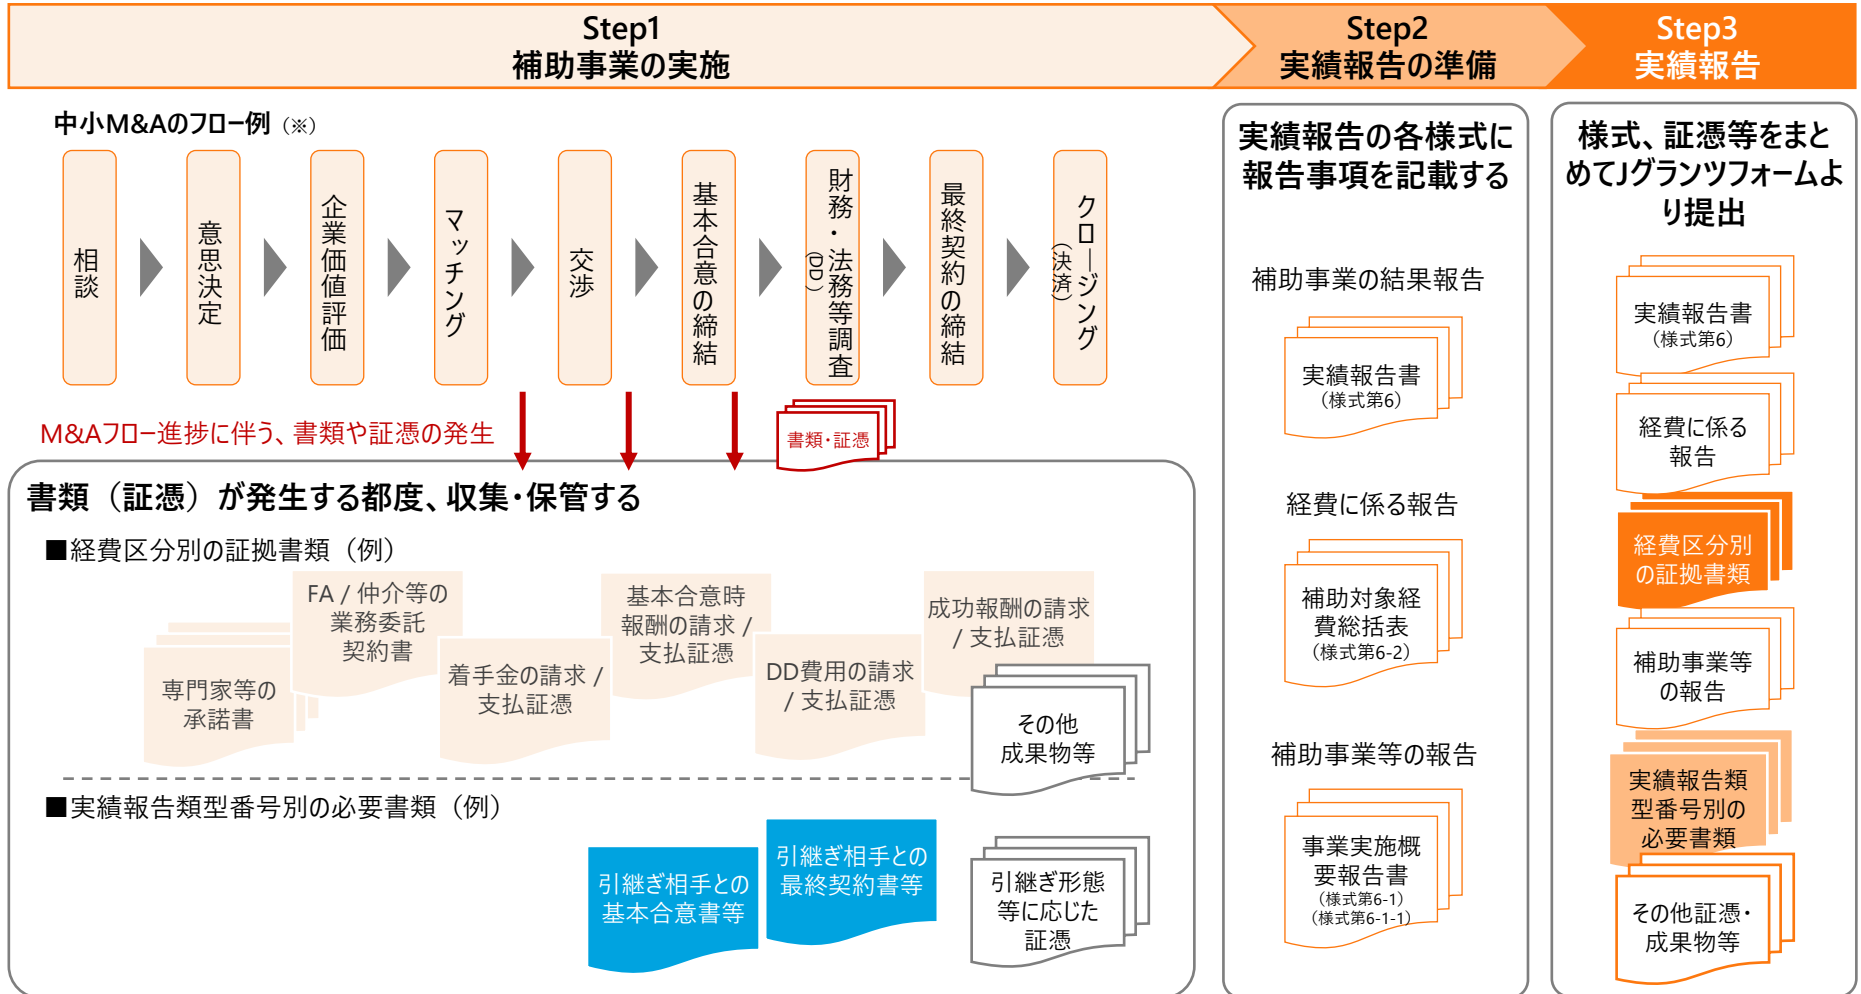 Step1
補助事業の実施
Step2
実績報告の準備
Step3
実績報告
中小M&Aのフロー例（※）
相談
意思決定
企業価値評価
マッチング
交渉
基本合意の締結
財務・法務等調査
(DD)
最終契約の締結
クロージング
(決済)
M&Aフロー進捗に伴う、書類や証憑の発生
書類・証憑
書類（証憑）が発生する都度、収集・保管する
■経費区分別の証拠書類（例）
専門家等の
承諾書
FA / 仲介等の
業務委託
契約書
着手金の請求 /
支払証憑
基本合意時
報酬の請求 /
支払証憑
DD費用の請求
/ 支払証憑
成功報酬の請求
/ 支払証憑
その他
成果物等
■実績報告類型番号別の必要書類（例）
引継ぎ相手との
基本合意書等
引継ぎ相手との
最終契約書等
引継ぎ形態
等に応じた
証憑
実績報告の各様式に
報告事項を記載する
補助事業の結果報告
実績報告書
（様式第6）
経費に係る報告
補助対象経
費総括表
（様式第6-2）
補助事業等の報告
事業実施概
要報告書
（様式第6-1）
（様式第6-1-1）
様式、証憑等をまと
めてJグランツフォームよ
り提出
実績報告書
（様式第6）
経費に係る
報告
経費区分別
の証拠書類
補助事業等
の報告
実績報告類
型番号別の
必要書類
その他証憑・
成果物等